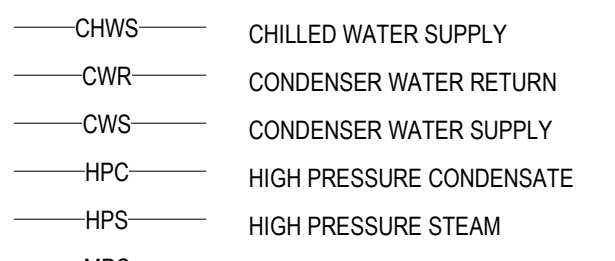 CHWS CHILLED WATER SUPPLY
CWR CONDENSER WATER RETURN
CWS CONDENSER WATER SUPPLY
HPC HIGH PRESSURE CONDENSATE
HPS HIGH PRESSURE STEAM